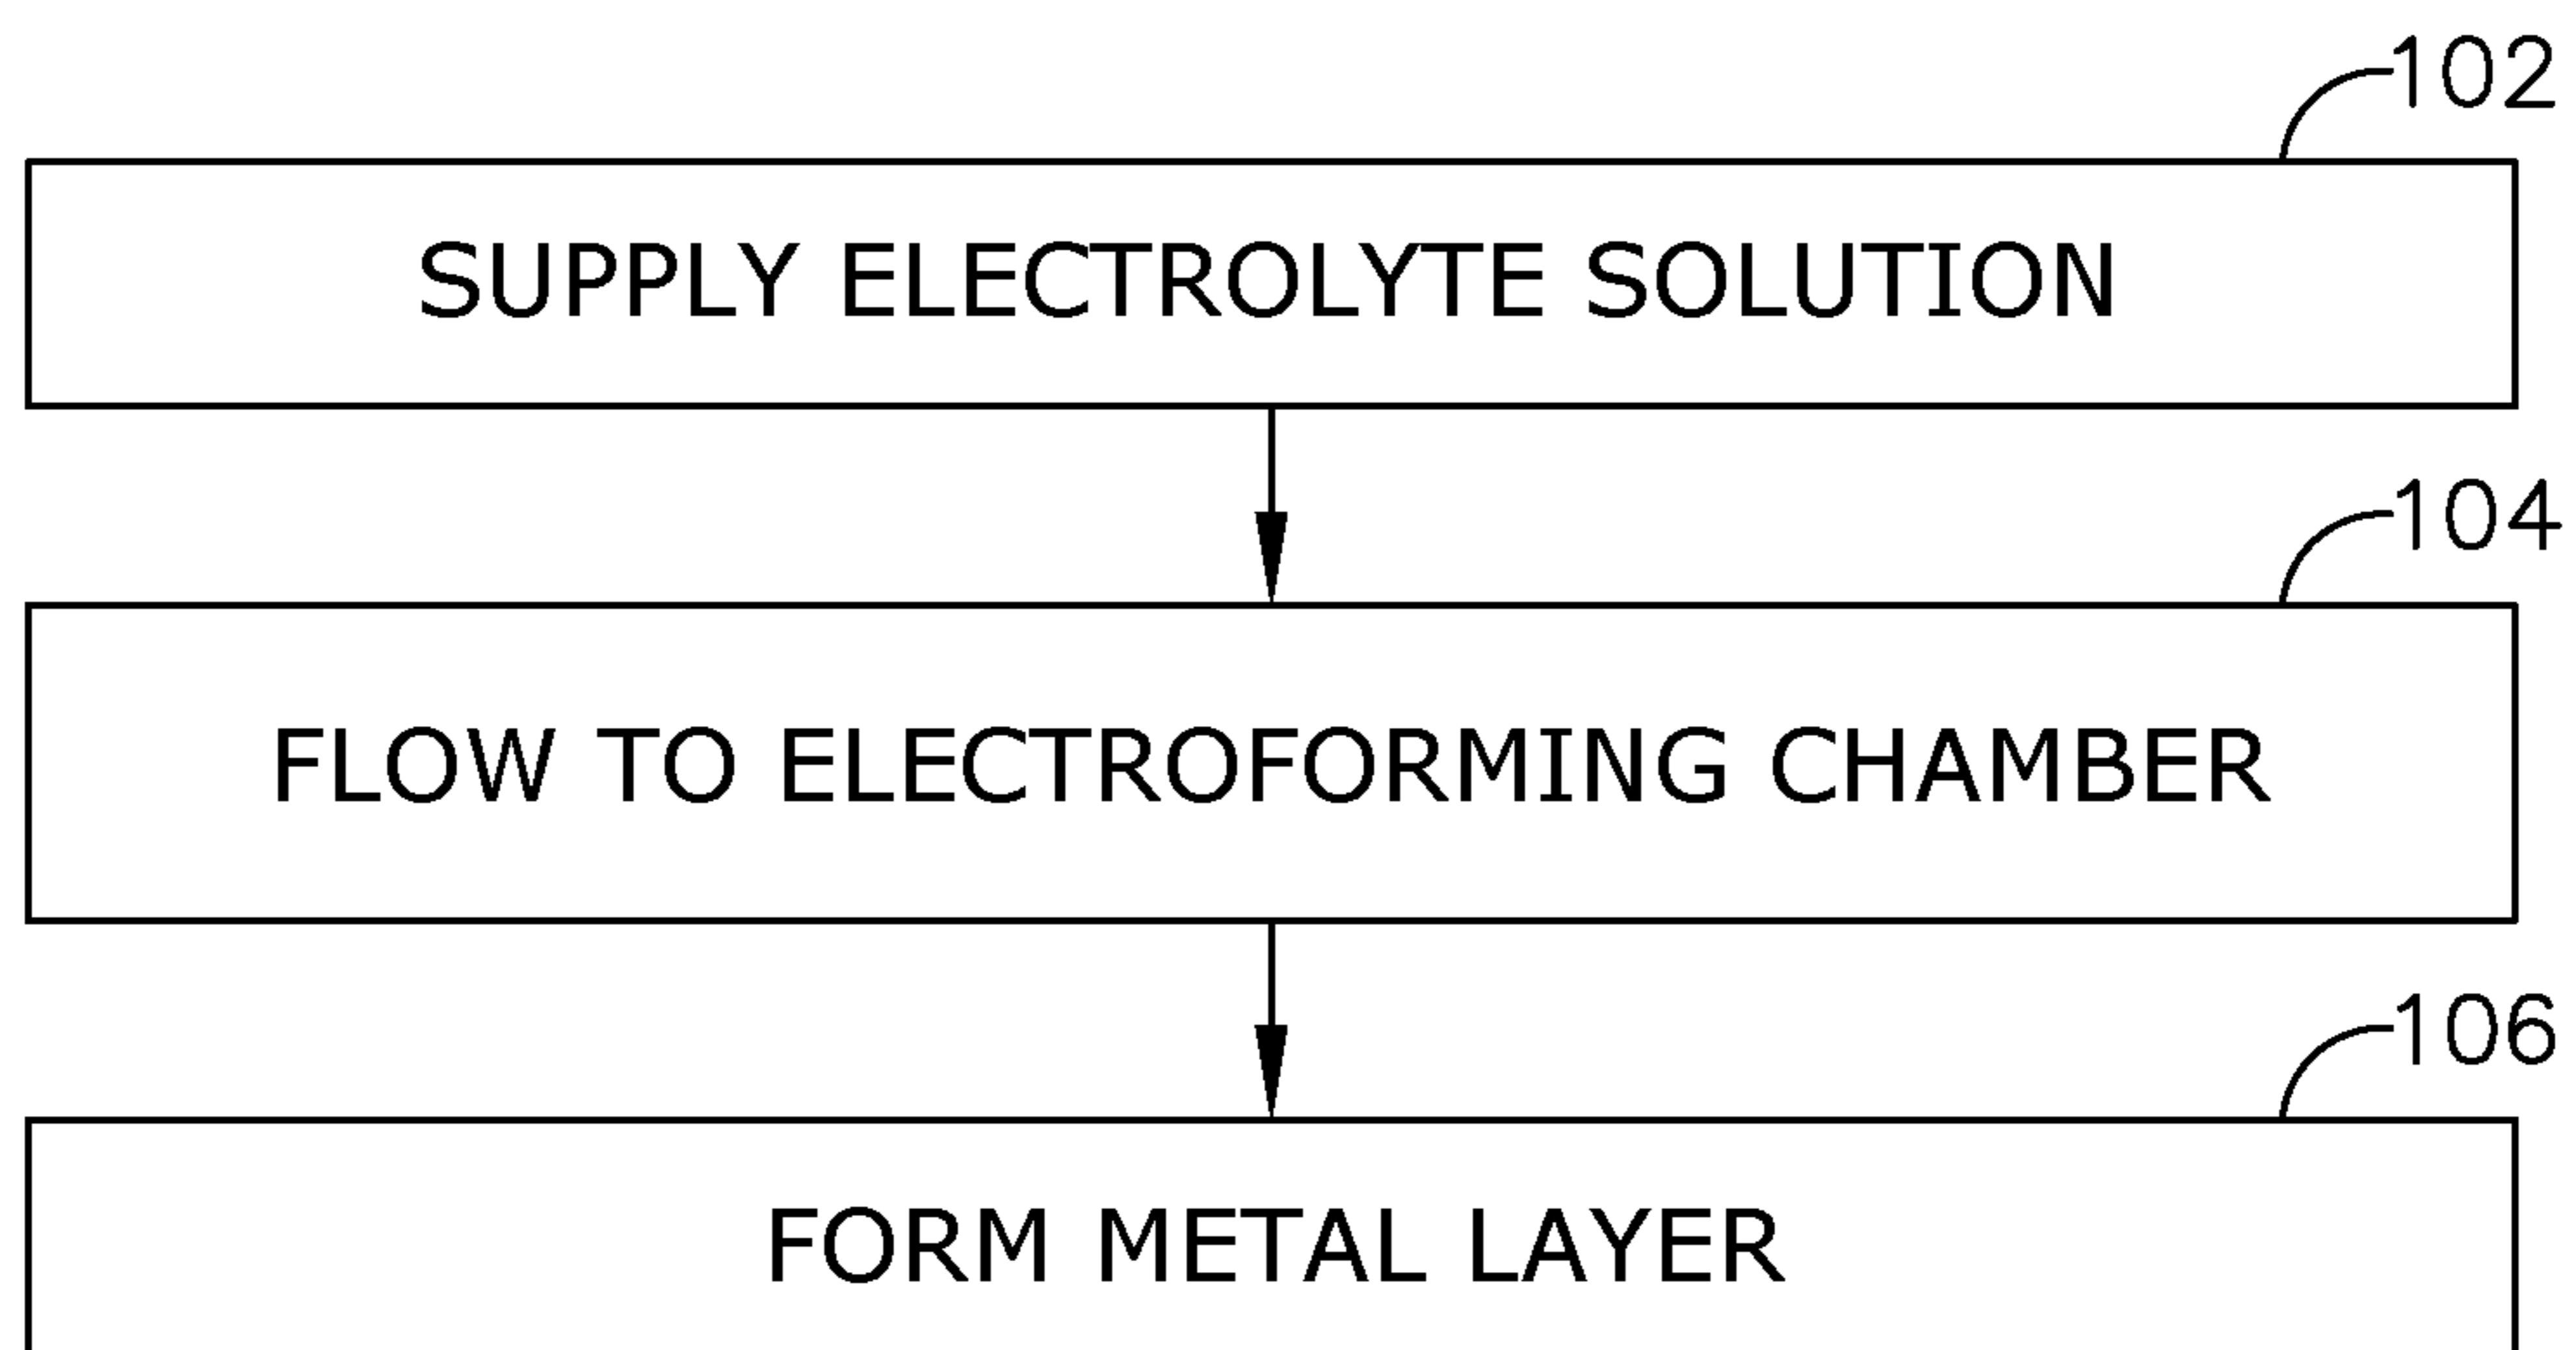 102
SUPPLY ELECTROLYTE SOLUTION
104
FLOW TO ELECTROFORMING CHAMBER
106
FORM METAL LAYER